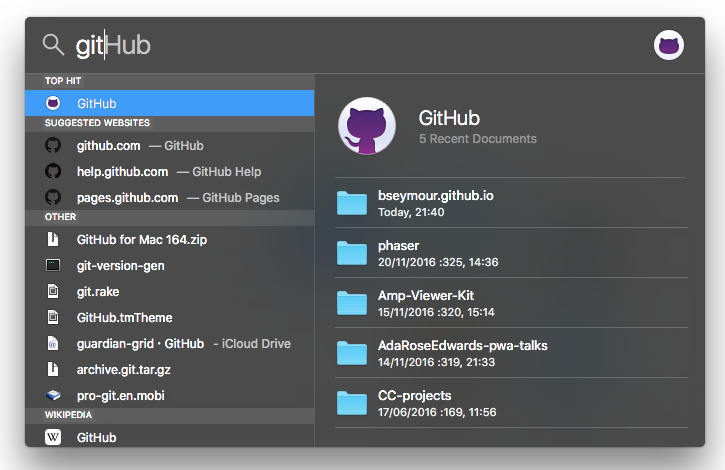 gitHub
TOP HIT
GitHub
SUGGESTED WEBSITES
github.com — GitHub
help.github.com — GitHub Help
pages.github.com — GitHub Pages
OTHER
GitHub for Mac 164.zip
git-version-gen
git.rake
GitHub.tmTheme
guardian-grid · GitHub - iCloud Drive
archive.git.tar.gz
pro-git.en.mobi
WIKIPEDIA
W GitHub
GitHub
5 Recent Documents
bseymour.github.io
Today, 21:40
phaser
20/11/2016 :325, 14:36
Amp-Viewer-Kit
15/11/2016 :320, 15:14
AdaRoseEdwards-pwa-talks
14/11/2016 :319, 21:33
CC-projects
17/06/2016 :169, 11:56